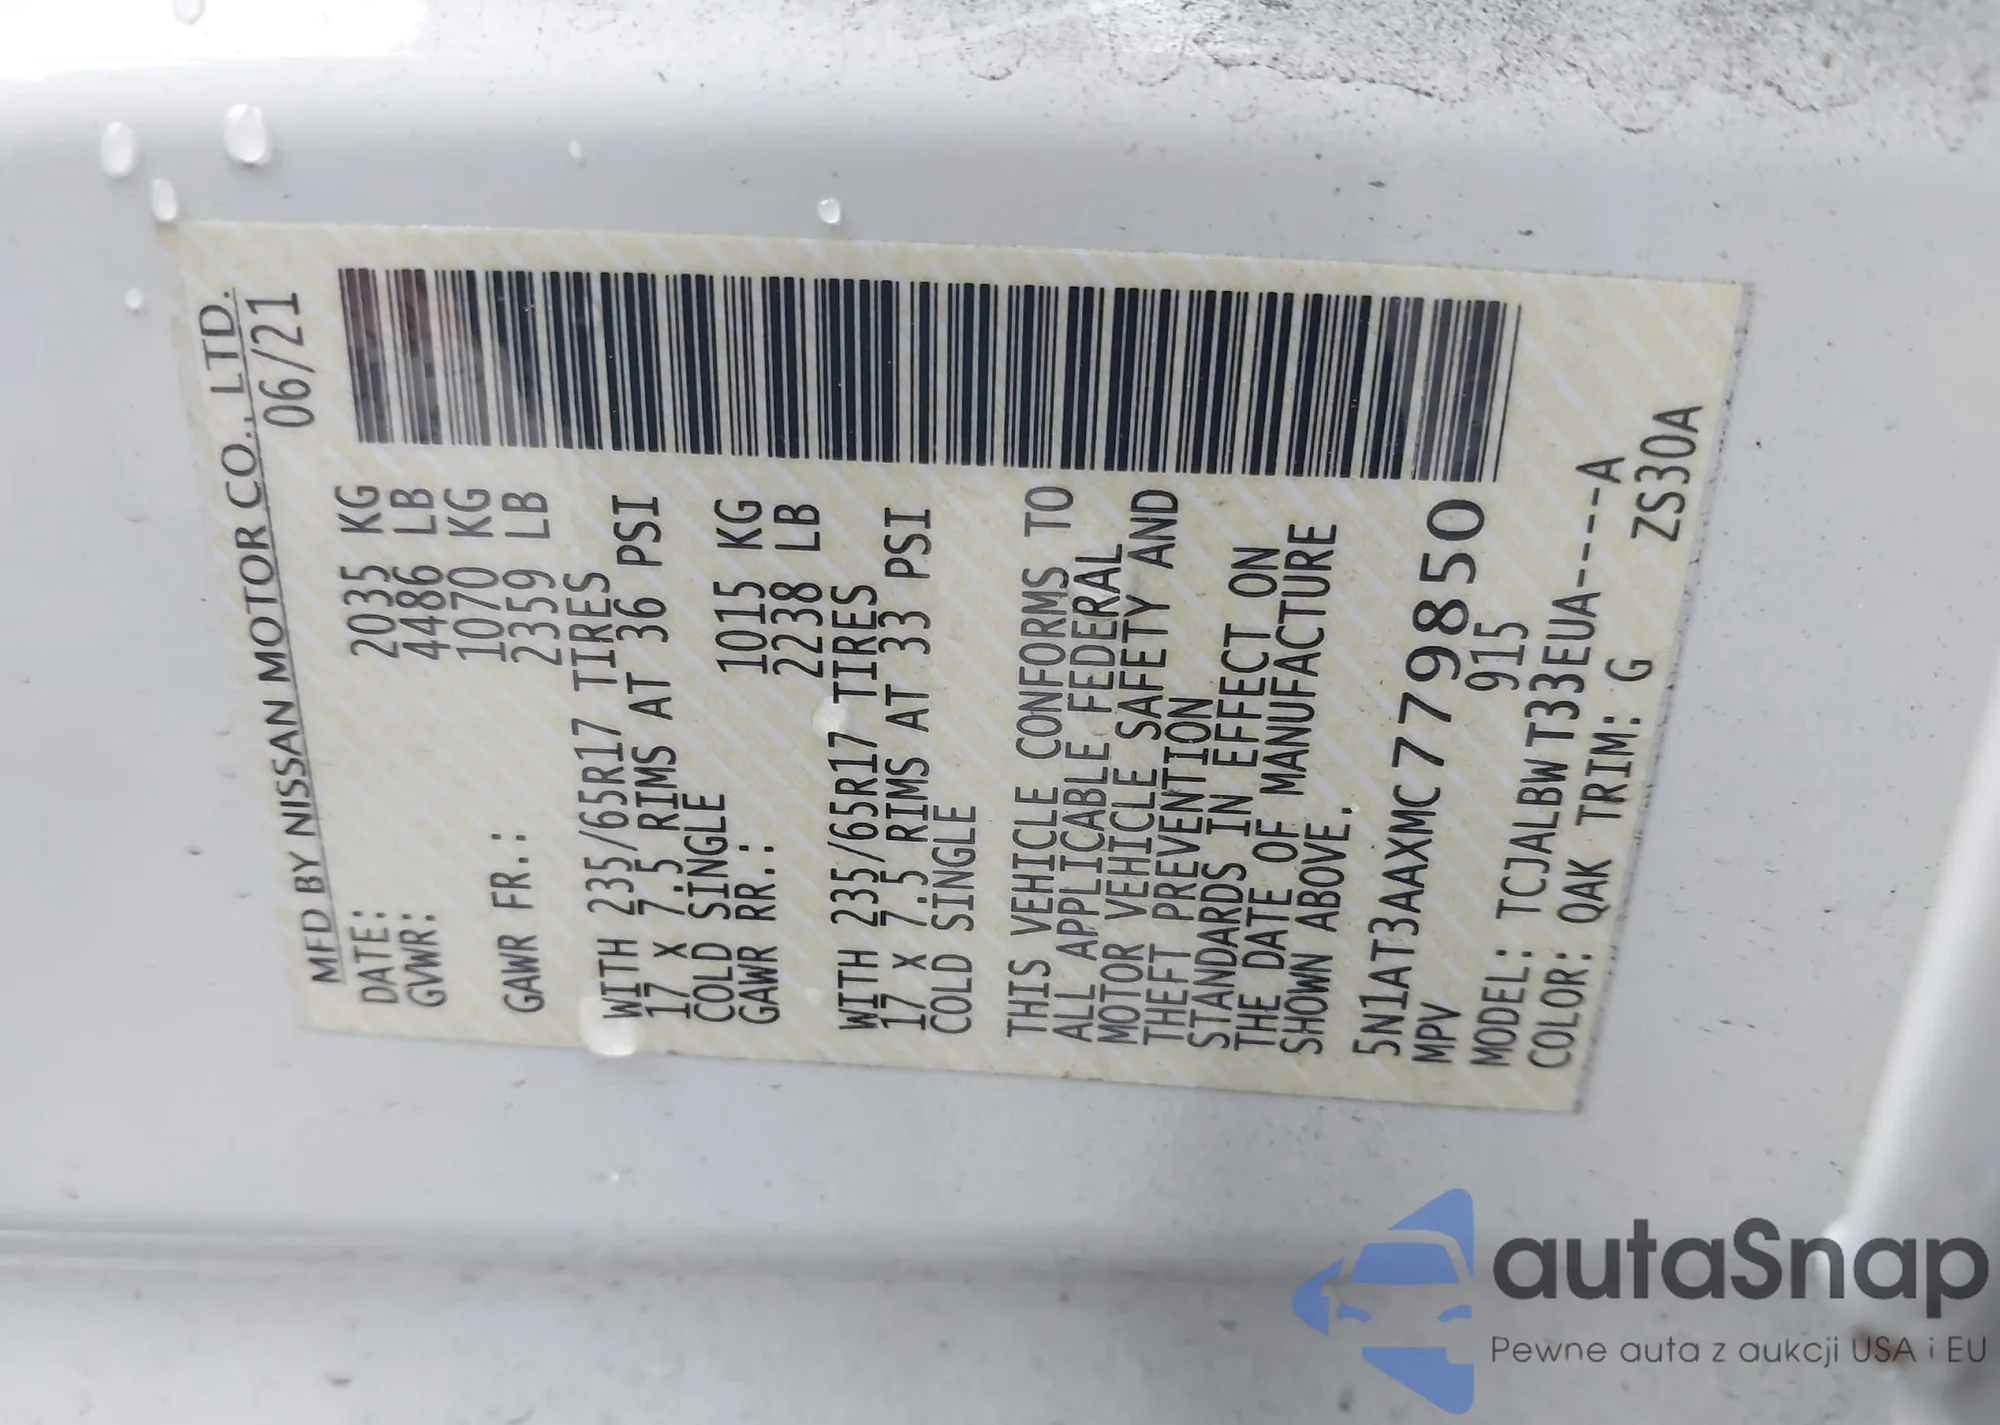 MFD BY NISSAN MOTOR CO., LTD.
DATE: 06/21
GVWR: 2035 KG
4486 LB
GAWR FR.: 1070 KG
2359 LB
WITH 235/65R17 TIRES
17 X 7.5 RIMS AT 36 PSI
COLD SINGLE
GAWR RR.: 1015 KG
2238 LB
WITH 235/65R17 TIRES
17 X 7.5 RIMS AT 33 PSI
COLD SINGLE
THIS VEHICLE CONFORMS TO
ALL APPLICABLE FEDERAL
MOTOR VEHICLE SAFETY AND
THEFT PREVENTION
STANDARDS IN EFFECT ON
THE DATE OF MANUFACTURE
SHOWN ABOVE.
5N1AT3AAXMC779850
MPV 915
MODEL: TCJALBWT33EUA----A
COLOR: QAK TRIM: G ZS30A
autaSnap
Pewne auta z aukcji USA i EU